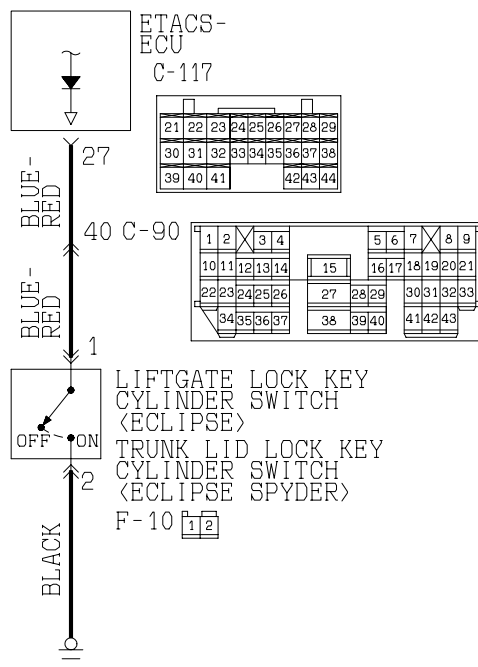 ETACS-
ECU
C-117
21 22 23 24 25 26 27 28 29
30 31 32 33 34 35 36 37 38
39 40 41 42 43 44
27
BLUE-
RED
40 C-90
1 2 3 4 5 6 7 8 9
10 11 12 13 14 15 16 17 18 19 20 21
22 23 24 25 26 27 28 29 30 31 32 33
34 35 36 37 38 39 40 41 42 43
BLUE-
RED
1
LIFTGATE LOCK KEY
CYLINDER SWITCH
<ECLIPSE>
OFF ON
TRUNK LID LOCK KEY
CYLINDER SWITCH
<ECLIPSE SPYDER>
2
F-10 1 2
BLACK